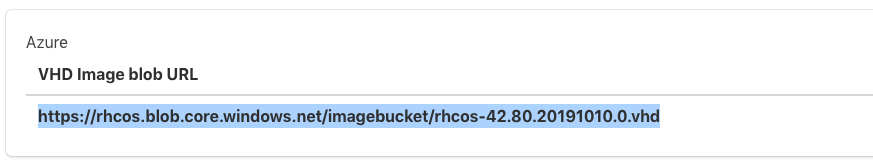 Azure
VHD Image blob URL
https://rhcos.blob.core.windows.net/imagebucket/rhcos-42.80.20191010.0.vhd